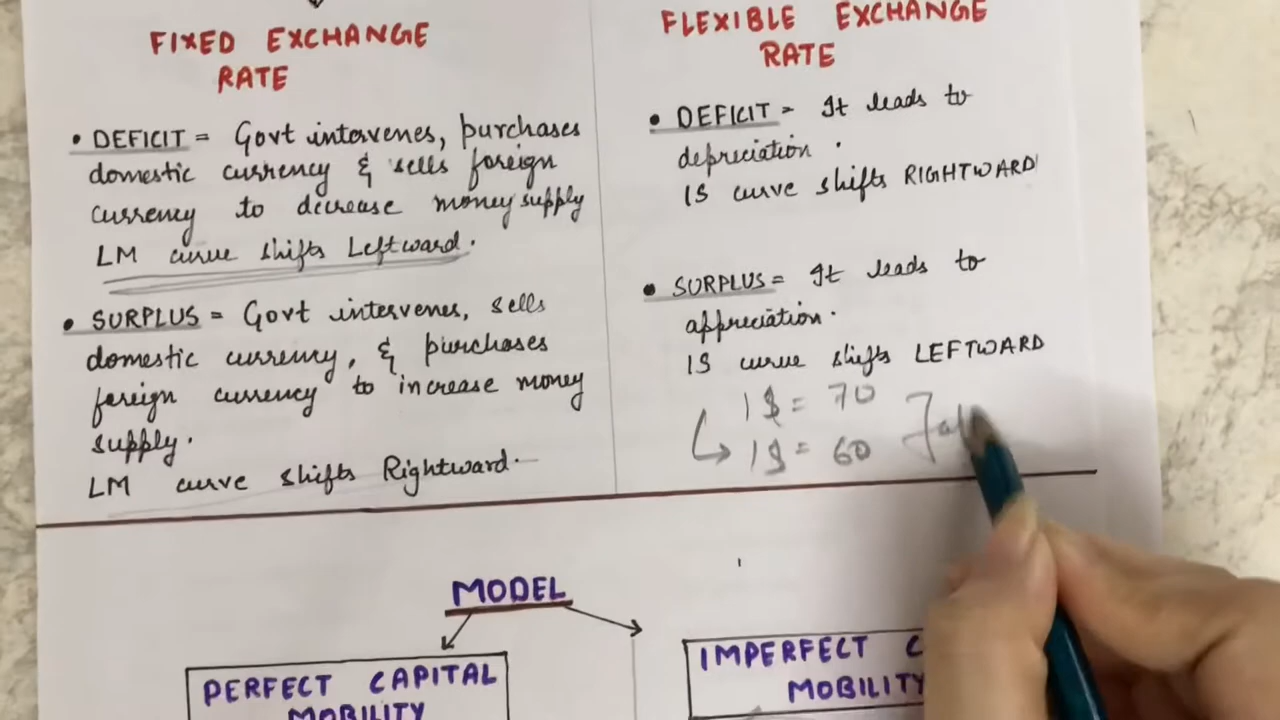 FIXED EXCHANGE
RATE
• DEFICIT = Govt intervenes, purchases
domestic currency & sells foreign
currency to decrease money supply
LM curve shifts Leftward.
• SURPLUS = Govt intervenes, sells
domestic currency, & purchases
foreign currency to increase money
supply.
LM curve shifts Rightward.
FLEXIBLE EXCHANGE
RATE
• DEFICIT = It leads to
depreciation.
IS curve shifts RIGHTWARD
• SURPLUS = It leads to
appreciation.
IS curve shifts LEFTWARD
1$ = 70
1$ = 60
MODEL
PERFECT CAPITAL
MOBILITY
IMPERFECT
MOBILITY